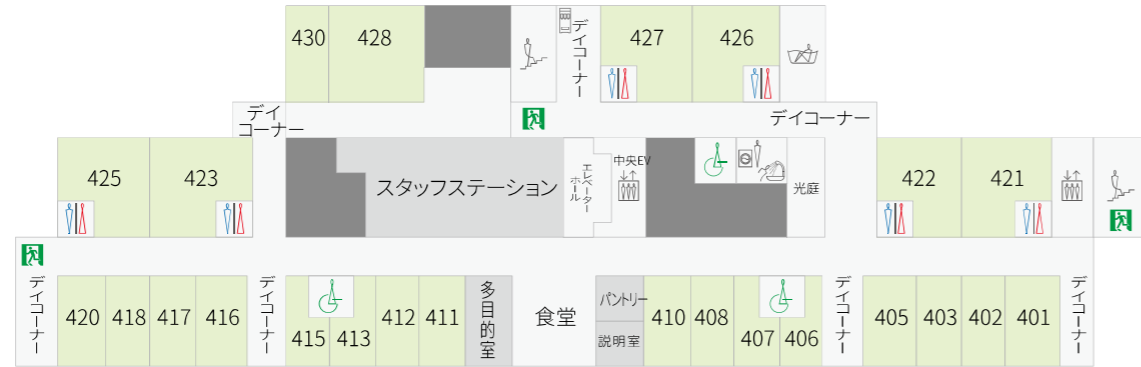 430
428
デイコーナー
427
426
デイ
コーナー
デイコーナー
425
423
スタッフステーション
エレベーター
ホール
中央EV
光庭
422
421
デイコーナー
420
418
417
416
デイコーナー
415
413
412
411
多目的室
食堂
パントリー
説明室
410
408
407
406
デイコーナー
405
403
402
401
デイコーナー